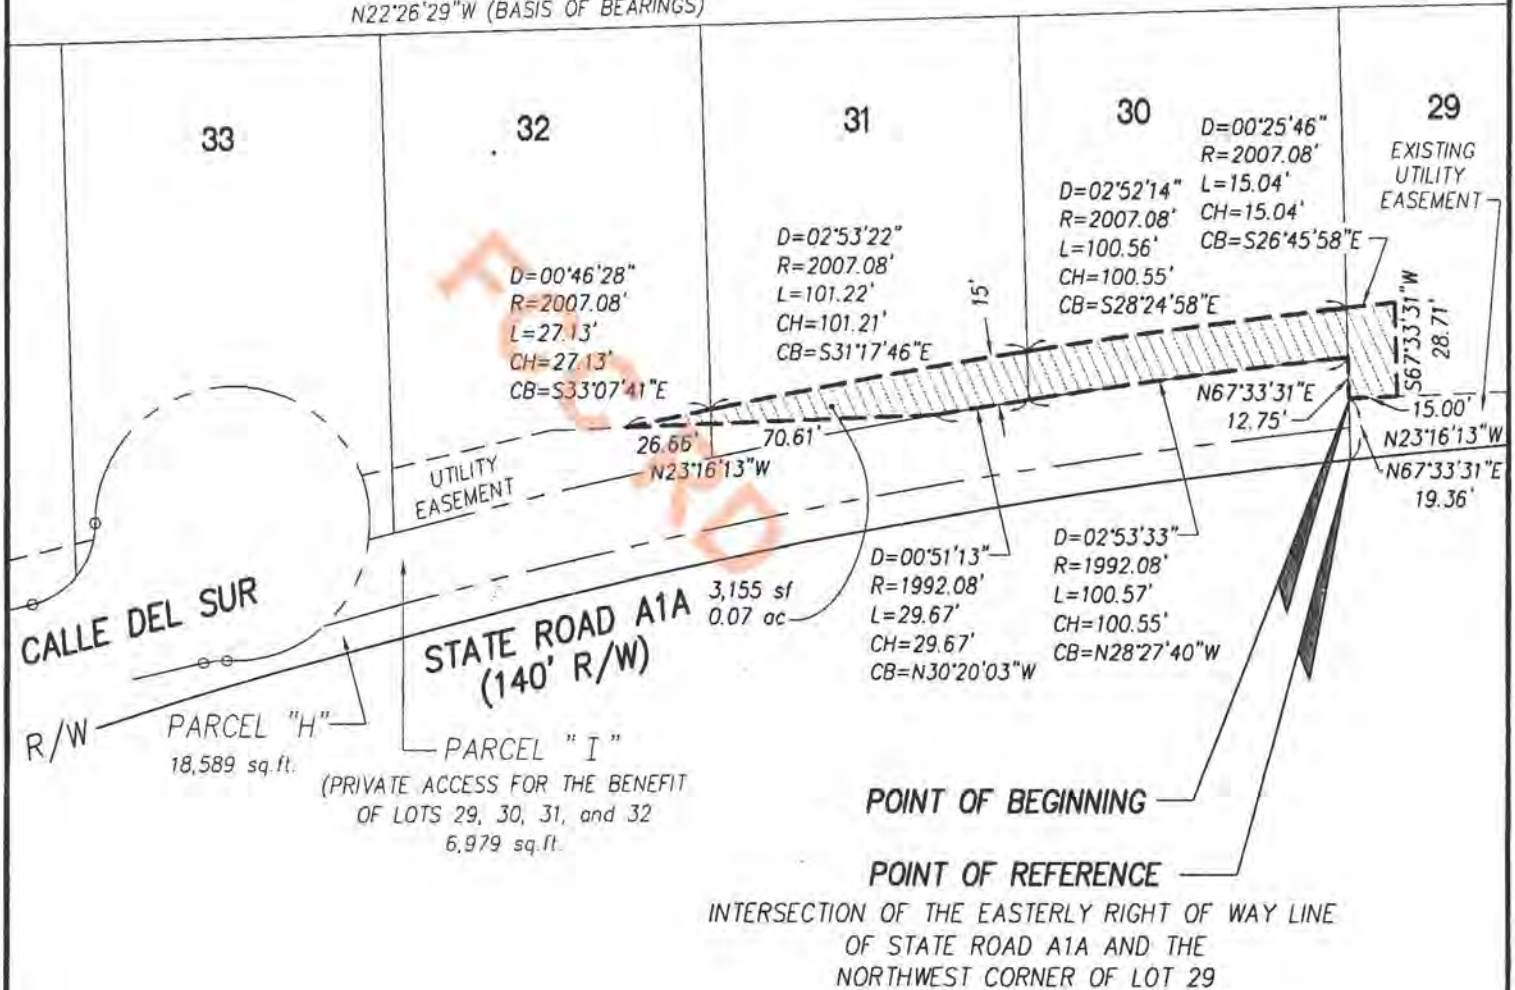 N22°26'29"W (BASIS OF BEARINGS)
33
32
31
30
29
D=00°25'46"
R=2007.08'
L=15.04'
CH=15.04'
CB=S26°45'58"E
EXISTING
UTILITY
EASEMENT
D=02°52'14"
R=2007.08'
L=100.56'
CH=100.55'
CB=S28°24'58"E
D=02°53'22"
R=2007.08'
L=101.22'
CH=101.21'
CB=S31°17'46"E
15'
D=00°46'28"
R=2007.08'
L=27.13'
CH=27.13'
CB=S33°07'41"E
S67°33'31"W
28.71'
N67°33'31"E
12.75'
15.00'
N23°16'13"W
N67°33'31"E
19.36'
26.66'
70.61'
N23°16'13"W
UTILITY
EASEMENT
D=00°51'13"
R=1992.08'
L=29.67'
CH=29.67'
CB=N30°20'03"W
D=02°53'33"
R=1992.08'
L=100.57'
CH=100.55'
CB=N28°27'40"W
3,155 sf
0.07 ac
CALLE DEL SUR
STATE ROAD A1A
(140' R/W)
R/W
PARCEL "H"
18,589 sq.ft.
PARCEL "I"
(PRIVATE ACCESS FOR THE BENEFIT
OF LOTS 29, 30, 31, and 32
6,979 sq.ft.
POINT OF BEGINNING
POINT OF REFERENCE
INTERSECTION OF THE EASTERLY RIGHT OF WAY LINE
OF STATE ROAD A1A AND THE
NORTHWEST CORNER OF LOT 29